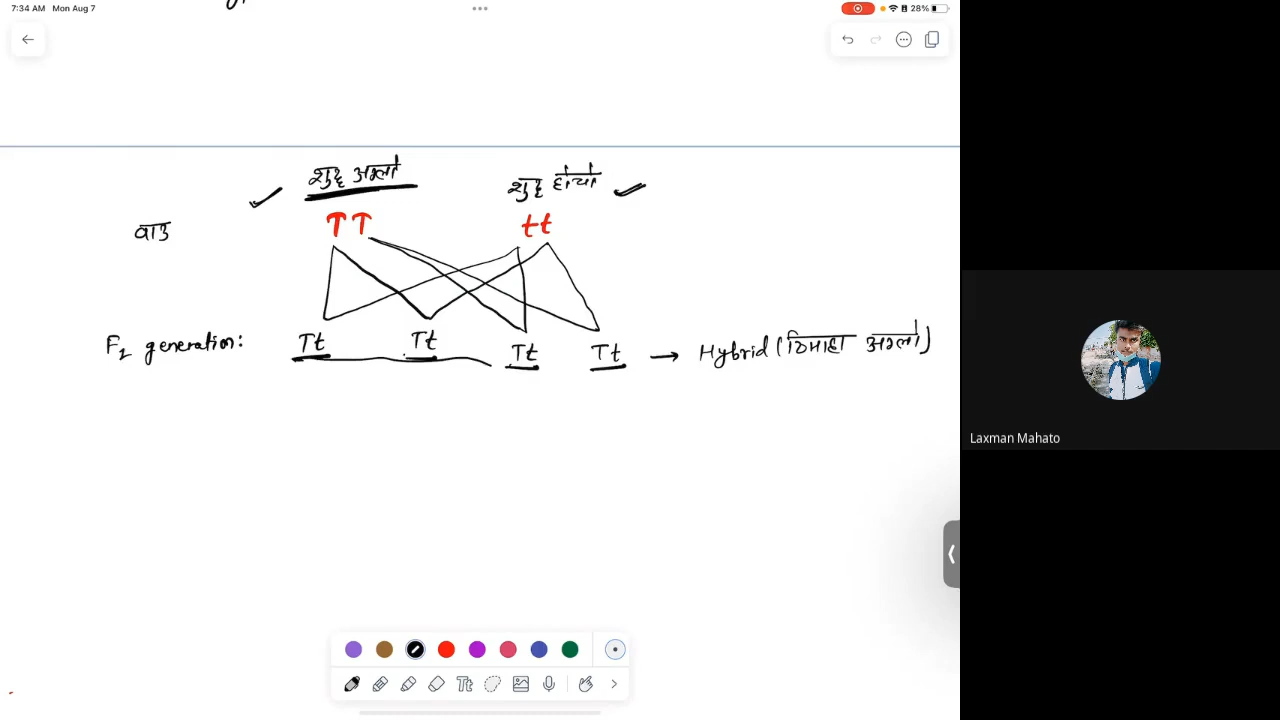 7:34 AM Mon Aug 7
28%
शुद्ध अग्लो
शुद्ध होचो
TT
tt
F₁ generation:
Tt
Tt
Tt
Tt
→ Hybrid (ठिमाहा अग्लो)
Tt
Laxman Mahato